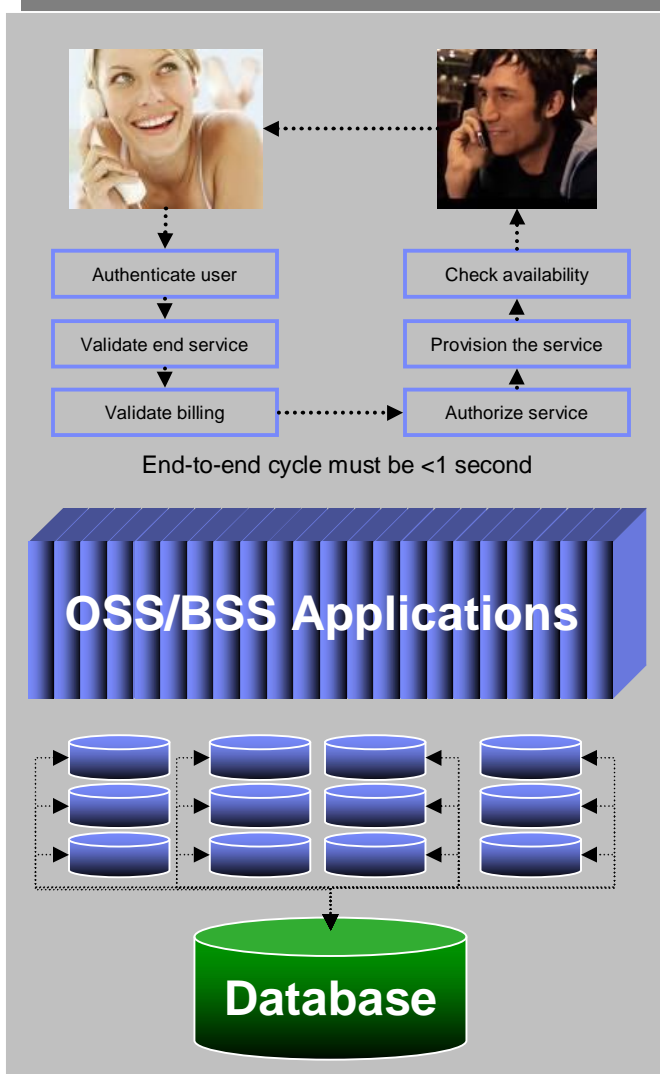 Authenticate user
Check availability
Validate end service
Provision the service
Validate billing
Authorize service
End-to-end cycle must be <1 second
OSS/BSS Applications
Database